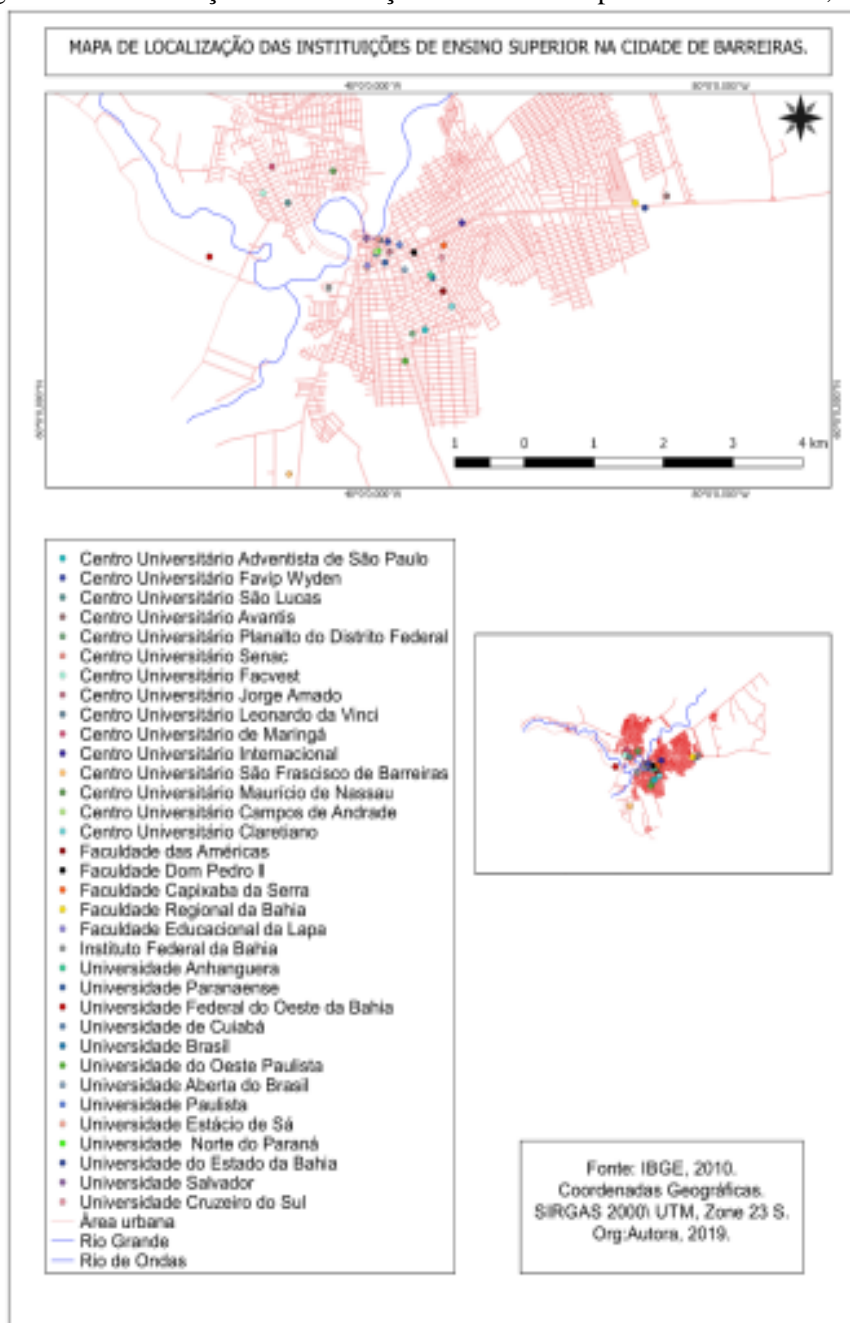 MAPA DE LOCALIZAÇÃO DAS INSTITUIÇÕES DE ENSINO SUPERIOR NA CIDADE DE BARREIRAS.
1 0 1 2 3 4 km
Centro Universitário Adventista de São Paulo
Centro Universitário Favip Wyden
Centro Universitário São Lucas
Centro Universitário Avantis
Centro Universitário Planalto do Distrito Federal
Centro Universitário Senac
Centro Universitário Facvest
Centro Universitário Jorge Amado
Centro Universitário Leonardo da Vinci
Centro Universitário de Maringá
Centro Universitário Internacional
Centro Universitário São Frascisco de Barreiras
Centro Universitário Maurício de Nassau
Centro Universitário Campos de Andrade
Centro Universitário Claretiano
Faculdade das Américas
Faculdade Dom Pedro II
Faculdade Capixaba da Serra
Faculdade Regional da Bahia
Faculdade Educacional da Lapa
Instituto Federal da Bahia
Universidade Anhanguera
Universidade Paranaense
Universidade Federal do Oeste da Bahia
Universidade de Cuiabá
Universidade Brasil
Universidade do Oeste Paulista
Universidade Aberta do Brasil
Universidade Paulista
Universidade Estácio de Sá
Universidade Norte do Paraná
Universidade do Estado da Bahia
Universidade Salvador
Universidade Cruzeiro do Sul
Área urbana
Rio Grande
Rio de Ondas
Fonte: IBGE, 2010.
Coordenadas Geográficas.
SIRGAS 2000\ UTM, Zone 23 S.
Org:Autora, 2019.